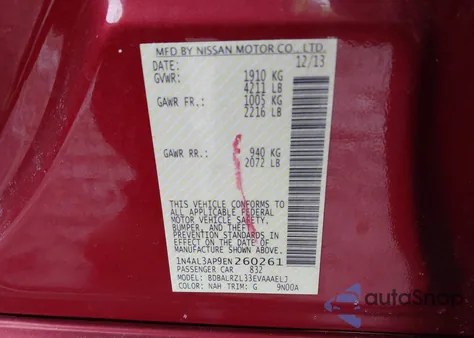 MFD BY NISSAN MOTOR CO., LTD.
DATE: 12/13
GVWR: 1910 KG
4211 LB
GAWR FR.: 1005 KG
2216 LB
GAWR RR.: 940 KG
2072 LB
THIS VEHICLE CONFORMS TO
ALL APPLICABLE FEDERAL
MOTOR VEHICLE SAFETY,
BUMPER, AND THEFT
PREVENTION STANDARDS
IN EFFECT ON THE DATE OF
MANUFACTURE SHOWN ABOVE.
1N4AL3AP9EN260261
PASSENGER CAR 832
MODEL: BDBALRZL33EVAAAELJ
COLOR: NAH TRIM: G 9N00A
autoSnap